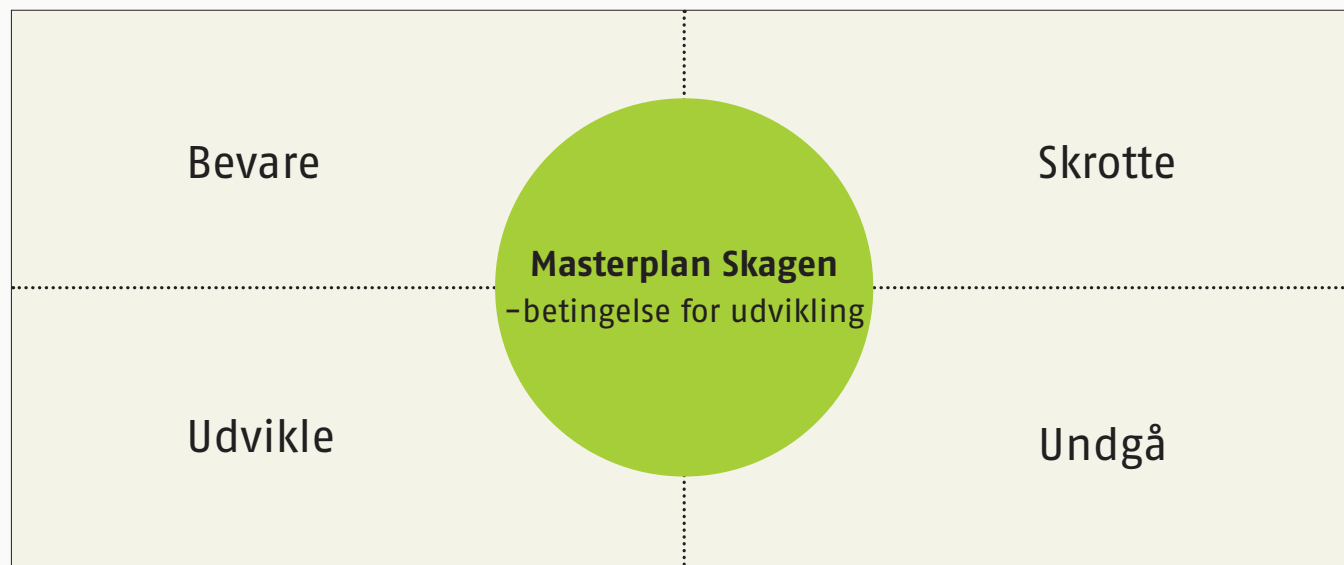 Bevare
Skrotte
Masterplan Skagen
–betingelse for udvikling
Udvikle
Undgå